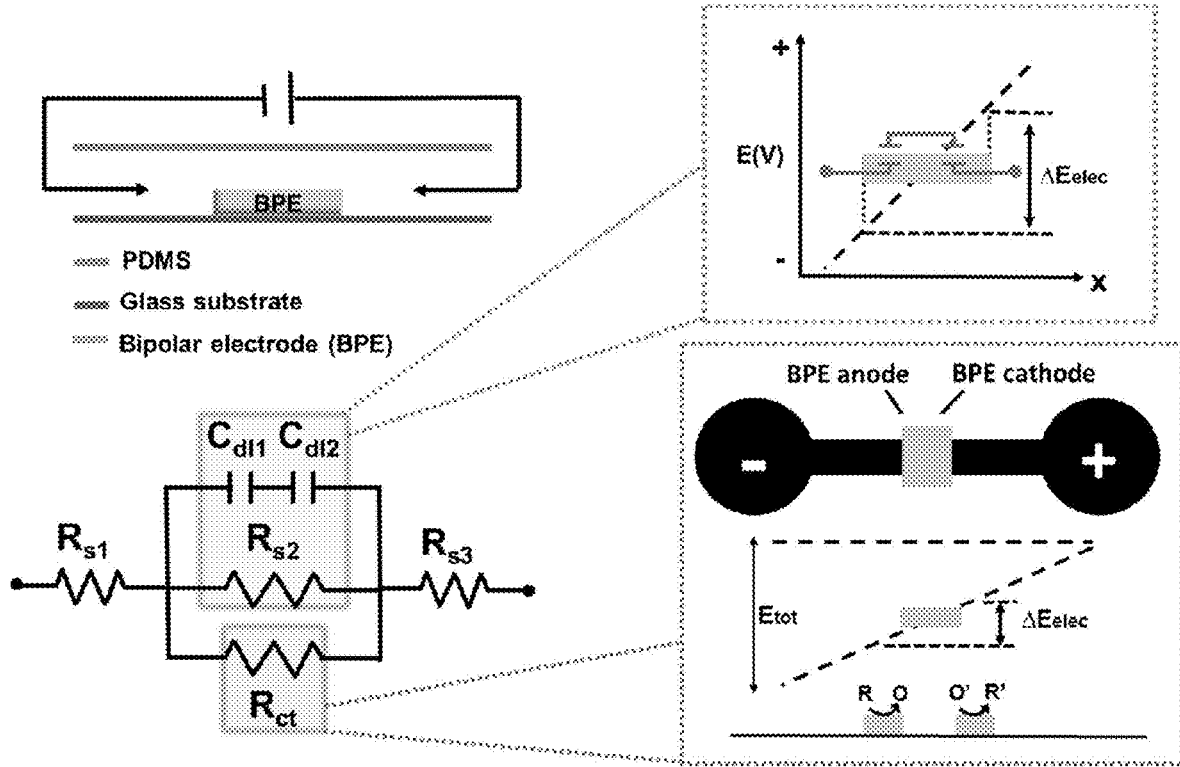 BPE
PDMS
Glass substrate
Bipolar electrode (BPE)
+
E(V)
-
ΔEelec
x
Cdl1 Cdl2
Rs1
Rs2
Rs3
Rct
BPE anode BPE cathode
- +
Etot
ΔEelec
R O O' R'